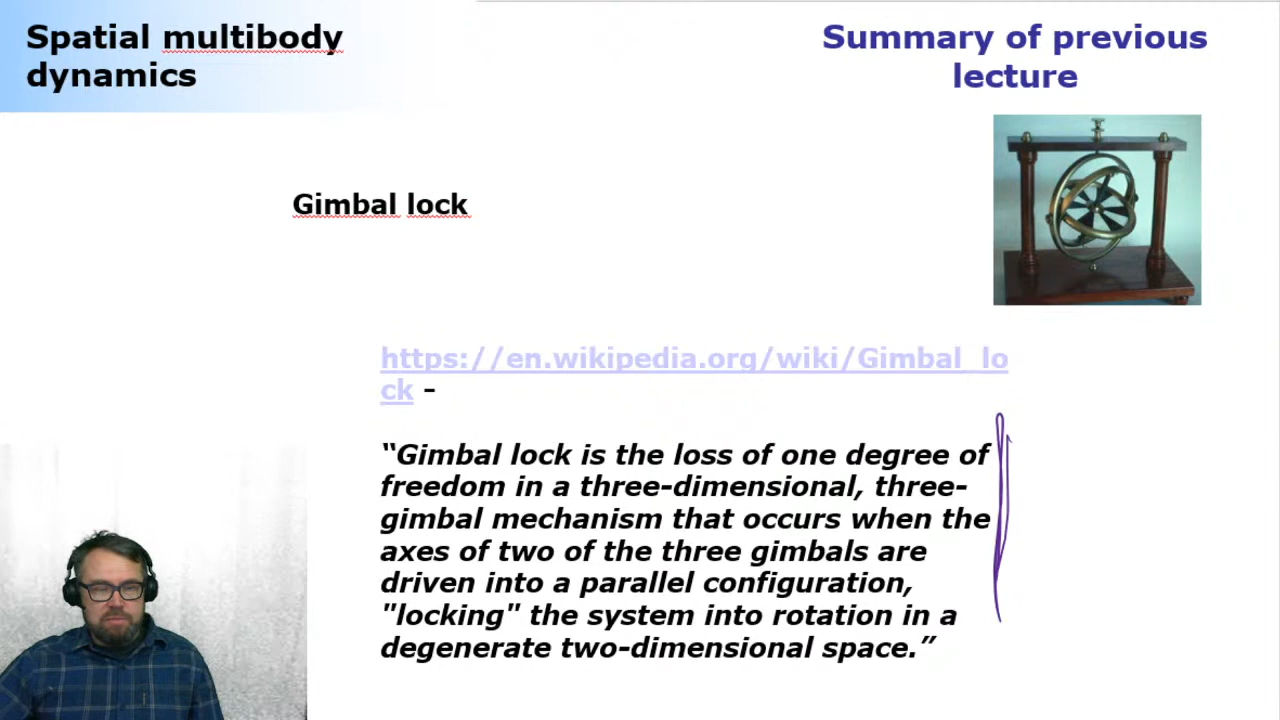 Spatial multibody
dynamics
Summary of previous
lecture
Gimbal lock
https://en.wikipedia.org/wiki/Gimbal_lo
ck –
“Gimbal lock is the loss of one degree of
freedom in a three-dimensional, three-
gimbal mechanism that occurs when the
axes of two of the three gimbals are
driven into a parallel configuration,
"locking" the system into rotation in a
degenerate two-dimensional space.”